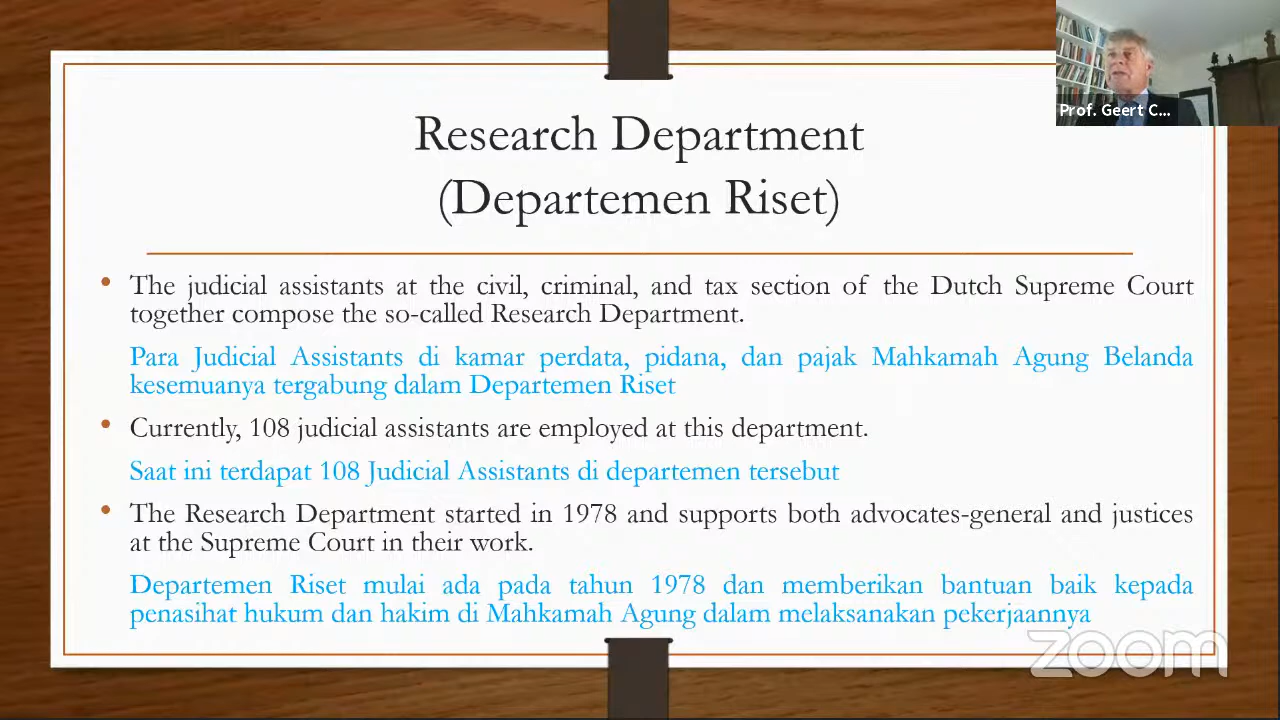 Prof. Geert C...
Research Department
(Departemen Riset)
• The judicial assistants at the civil, criminal, and tax section of the Dutch Supreme Court
together compose the so-called Research Department.
Para Judicial Assistants di kamar perdata, pidana, dan pajak Mahkamah Agung Belanda
kesemuanya tergabung dalam Departemen Riset
• Currently, 108 judicial assistants are employed at this department.
Saat ini terdapat 108 Judicial Assistants di departemen tersebut
• The Research Department started in 1978 and supports both advocates-general and justices
at the Supreme Court in their work.
Departemen Riset mulai ada pada tahun 1978 dan memberikan bantuan baik kepada
penasihat hukum dan hakim di Mahkamah Agung dalam melaksanakan pekerjaannya
zoom